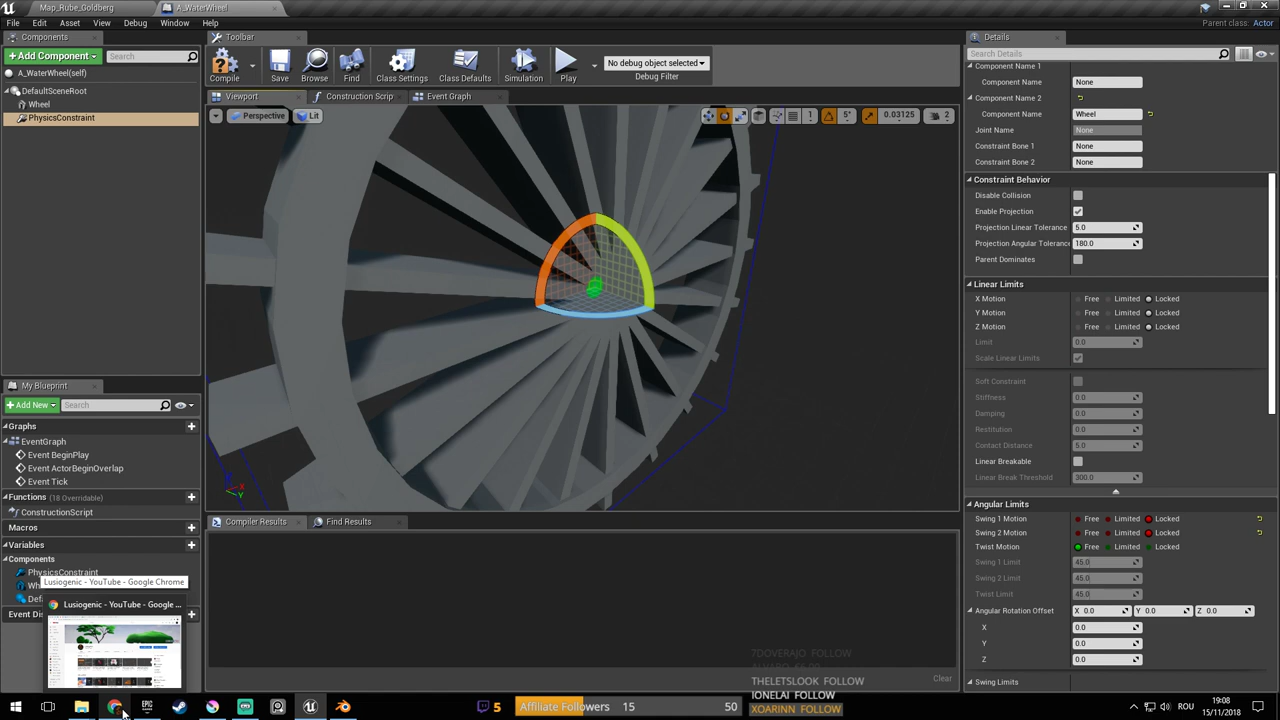 Map_Rube_Goldberg
A_WaterWheel
Parent class: Actor
File Edit Asset View Debug Window Help
Components
Toolbar
Details
+Add Component
Search
Search Details
A_WaterWheel(self)
DefaultSceneRoot
Wheel
PhysicsConstraint
Compile
Save
Browse
Find
Class Settings
Class Defaults
Simulation
Play
No debug object selected
Debug Filter
Viewport
Construction Scrip
Event Graph
Perspective
Lit
1
5°
0.03125
2
X
Y
Component Name 1
Component Name None
Component Name 2
Component Name Wheel
Joint Name None
Constraint Bone 1 None
Constraint Bone 2 None
Constraint Behavior
Disable Collision
Enable Projection
Projection Linear Tolerance 5.0
Projection Angular Tolerance 180.0
Parent Dominates
Linear Limits
X Motion Free Limited Locked
Y Motion Free Limited Locked
Z Motion Free Limited Locked
Limit 0.0
Scale Linear Limits
Soft Constraint
Stiffness 0.0
Damping 0.0
Restitution 0.0
Contact Distance 5.0
Linear Breakable
Linear Break Threshold 300.0
Angular Limits
Swing 1 Motion Free Limited Locked
Swing 2 Motion Free Limited Locked
Twist Motion Free Limited Locked
Swing 1 Limit 45.0
Swing 2 Limit 45.0
Twist Limit 45.0
Angular Rotation Offset X 0.0 Y 0.0 Z 0.0
X 0.0
Y 0.0
Z 0.0
Swing Limits
My Blueprint
+Add New
Search
Graphs
EventGraph
Event BeginPlay
Event ActorBeginOverlap
Event Tick
Functions (18 Overridable)
ConstructionScript
Macros
Variables
Components
PhysicsConstraint
Wh
Def
Event Dis
Lusiogenic - YouTube - Google Chrome
Lusiogenic - YouTube - Google ...
Compiler Results
Find Results
Clear
7DOVERAJO FOLLOW
THELETSLOOK FOLLOW
IONELAI FOLLOW
XOARINN FOLLOW
EPIC
GAMES
5
Affiliate Followers 15 50
ROU
19:08
15/11/2018